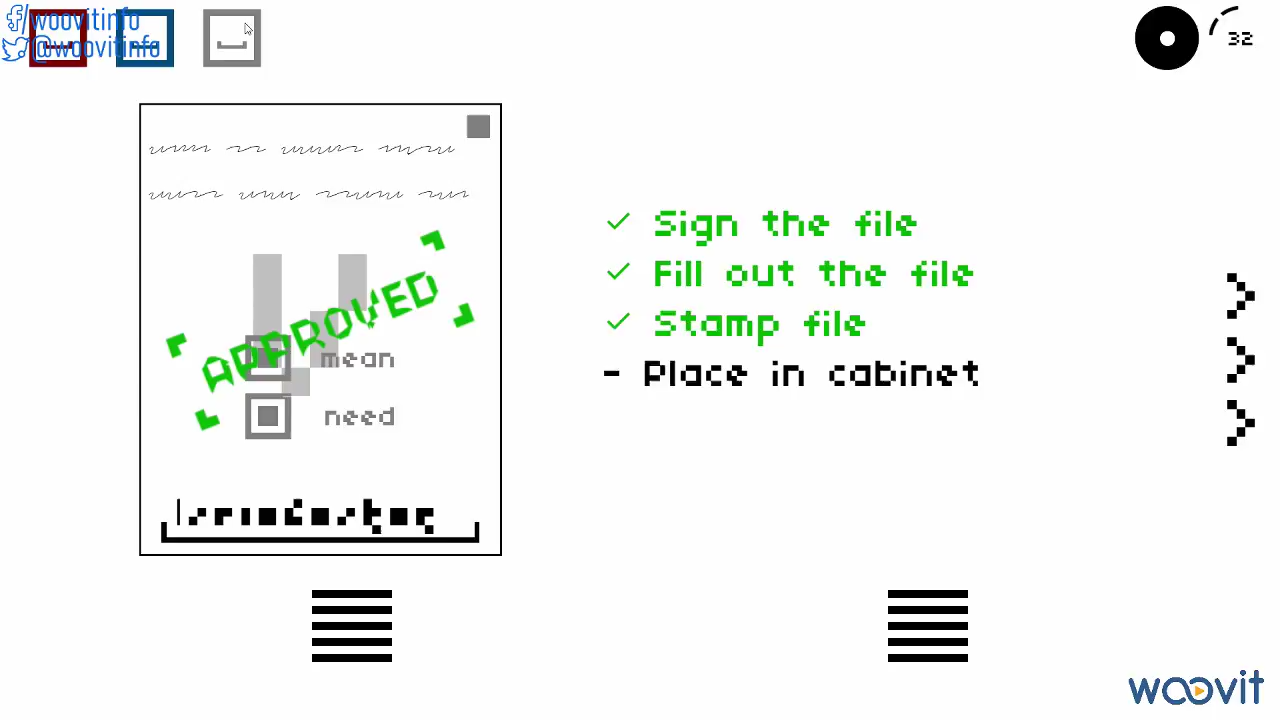 /woovitinfo
@woovitinfo
32
Sign the file
Fill out the file
Stamp file
- Place in cabinet
APPROVED
mean
need
woovit